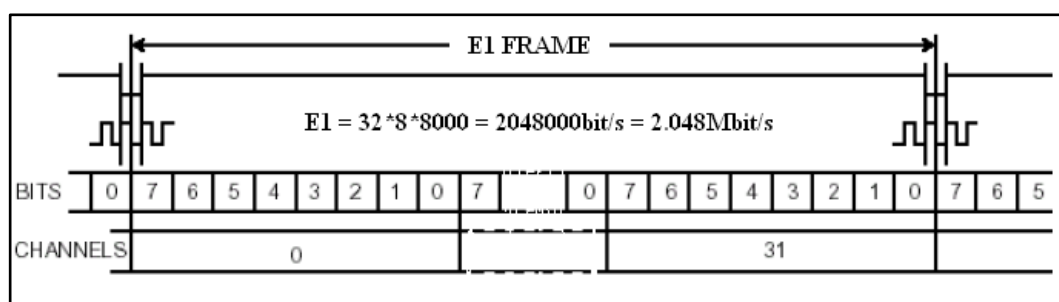 E1 FRAME
E1 = 32*8*8000 = 2048000bit/s = 2.048Mbit/s
BITS 0 7 6 5 4 3 2 1 0 7 0 7 6 5 4 3 2 1 0 7 6 5
CHANNELS 0 31